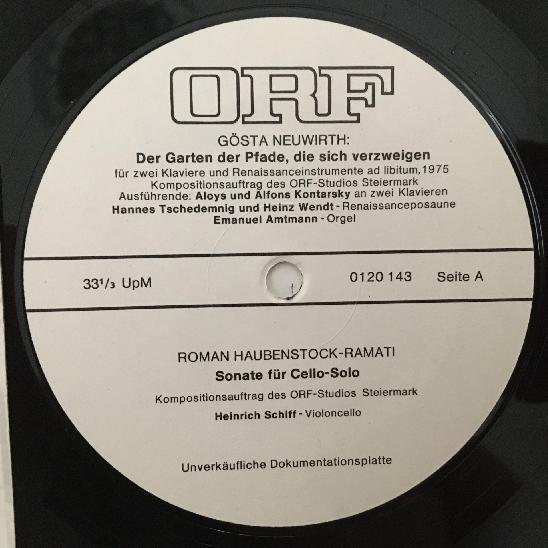 ORF
GÖSTA NEUWIRTH:
Der Garten der Pfade, die sich verzweigen
für zwei Klaviere und Renaissanceinstrumente ad libitum, 1975
Kompositionsauftrag des ORF-Studios Steiermark
Ausführende: Aloys und Alfons Kontarsky an zwei Klavieren
Hannes Tschedemnig und Heinz Wendt - Renaissanceposaune
Emanuel Amtmann - Orgel
33¹/₃ UpM 0120 143 Seite A
ROMAN HAUBENSTOCK-RAMATI
Sonate für Cello-Solo
Kompositionsauftrag des ORF-Studios Steiermark
Heinrich Schiff - Violoncello
Unverkäufliche Dokumentationsplatte